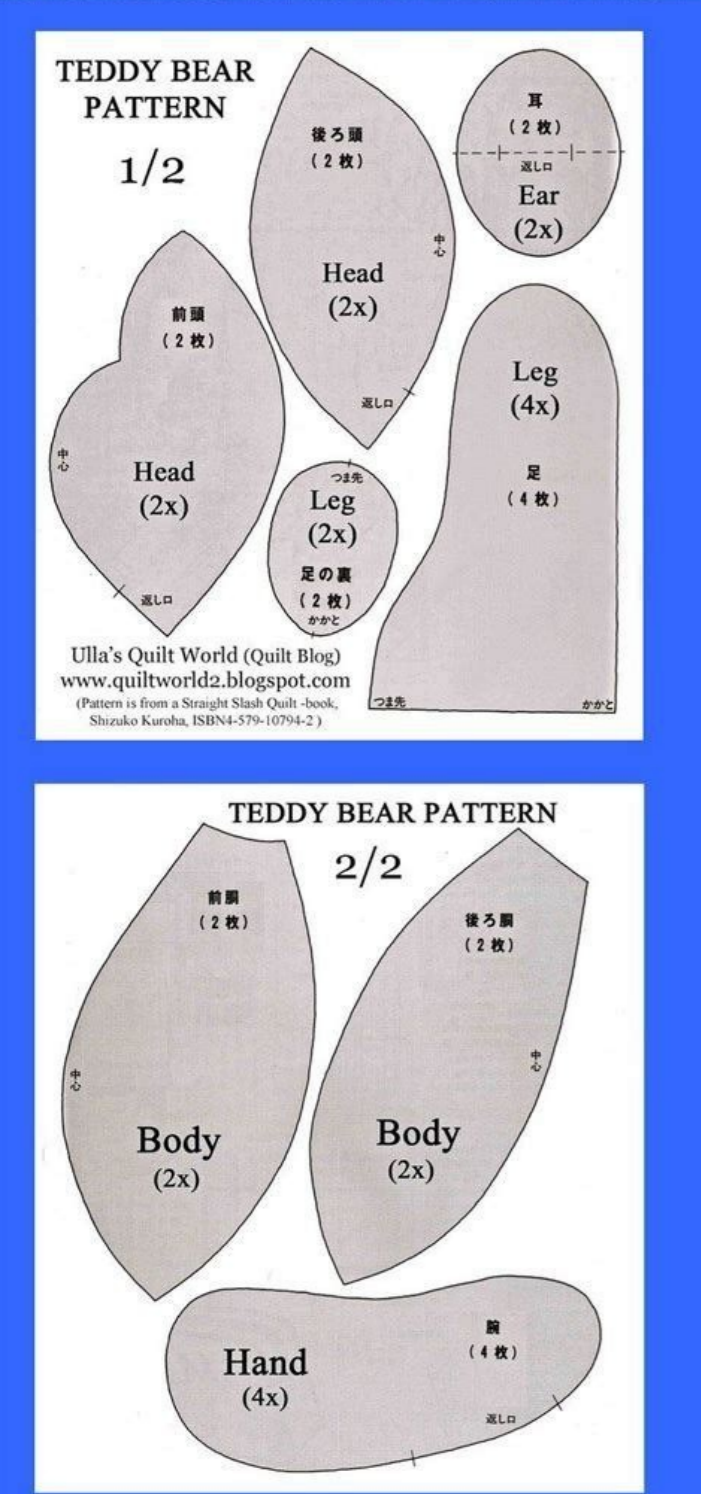 TEDDY BEAR
PATTERN
1/2
後ろ頭
(2枚)
中心
Head
(2x)
返し口
耳
(2枚)
返し口
Ear
(2x)
前頭
(2枚)
中心
Head
(2x)
返し口
つま先
Leg
(2x)
足の裏
(2枚)
かかと
Leg
(4x)
足
(4枚)
つま先
かかと
Ulla's Quilt World (Quilt Blog)
www.quiltworld2.blogspot.com
(Pattern is from a Straight Slash Quilt -book,
Shizuko Kuroha, ISBN4-579-10794-2 )
TEDDY BEAR PATTERN
2/2
前胴
(2枚)
中心
Body
(2x)
後ろ胴
(2枚)
中心
Body
(2x)
Hand
(4x)
腕
(4枚)
返し口